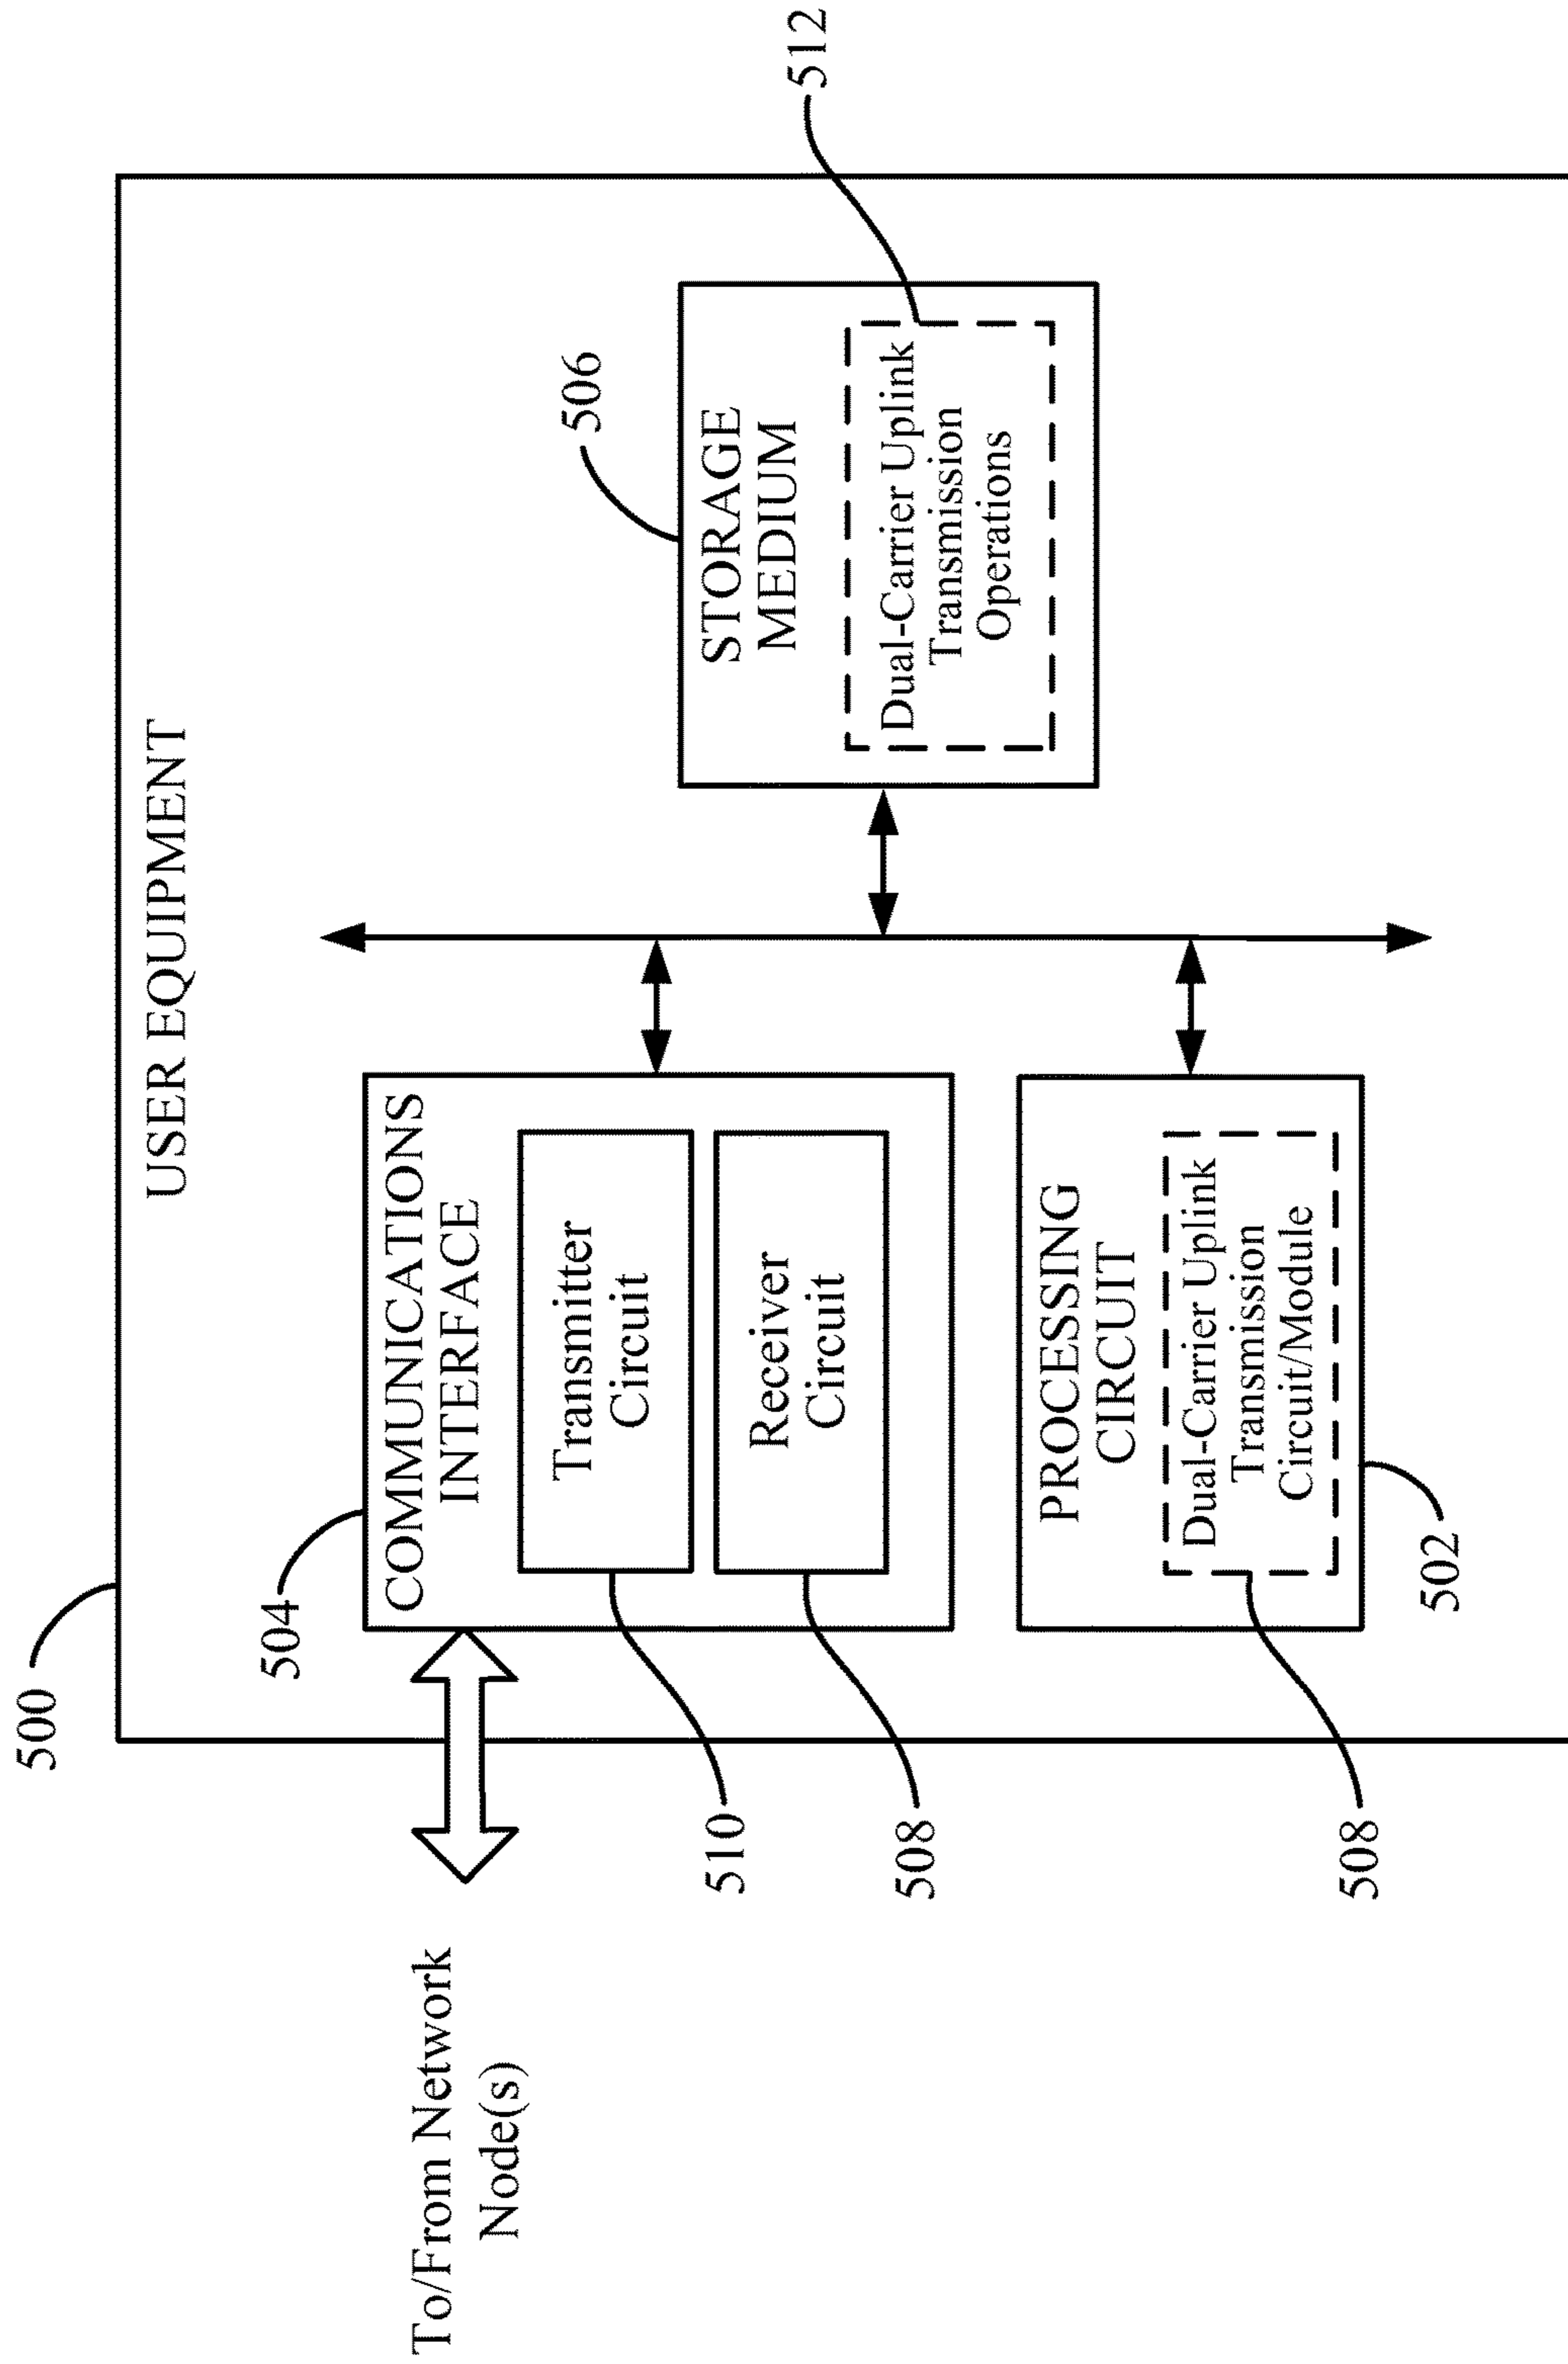 500
USER EQUIPMENT
504
COMMUNICATIONS
INTERFACE
Transmitter
Circuit
Receiver
Circuit
To/From Network
Node(s)
510
508
506
STORAGE
MEDIUM
Dual-Carrier Uplink
Transmission
Operations
512
PROCESSING
CIRCUIT
Dual-Carrier Uplink
Transmission
Circuit/Module
508
502